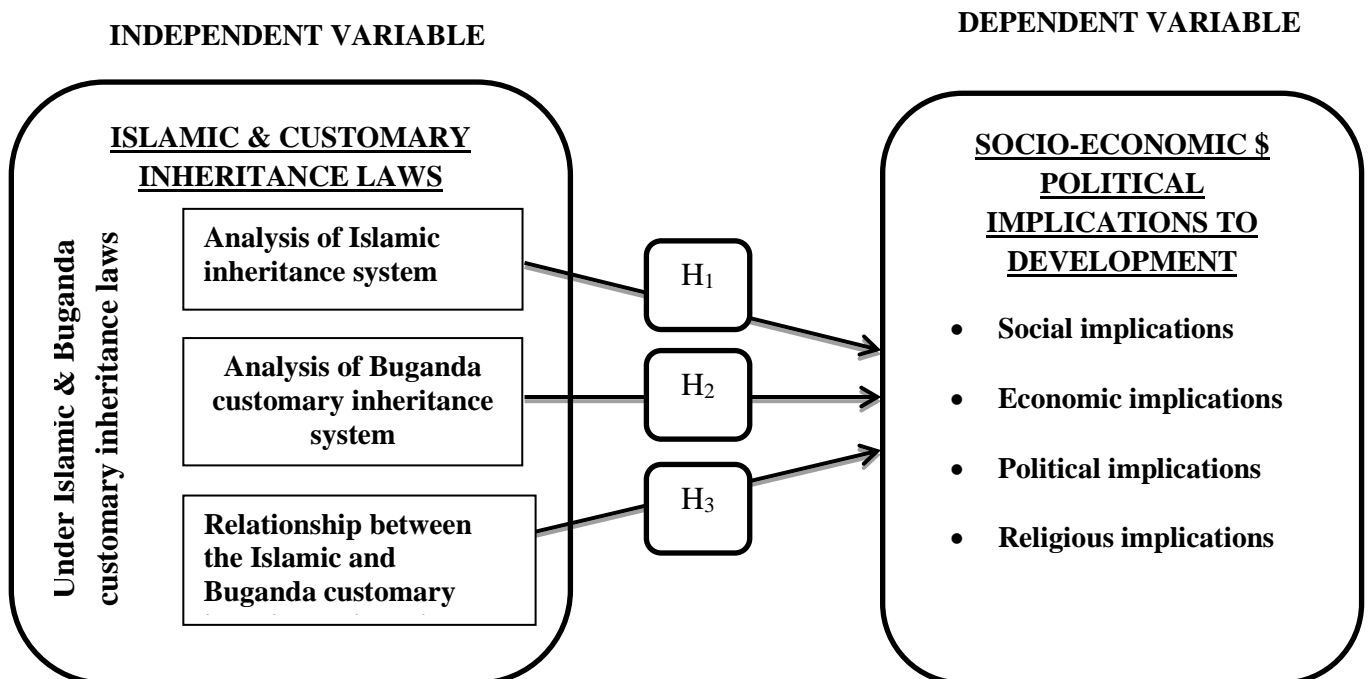 INDEPENDENT VARIABLE
DEPENDENT VARIABLE
ISLAMIC & CUSTOMARY
INHERITANCE LAWS
Under Islamic & Buganda
customary inheritance laws
Analysis of Islamic
inheritance system
Analysis of Buganda
customary inheritance
system
Relationship between
the Islamic and
Buganda customary
H1
H2
H3
SOCIO-ECONOMIC $
POLITICAL
IMPLICATIONS TO
DEVELOPMENT
• Social implications
• Economic implications
• Political implications
• Religious implications